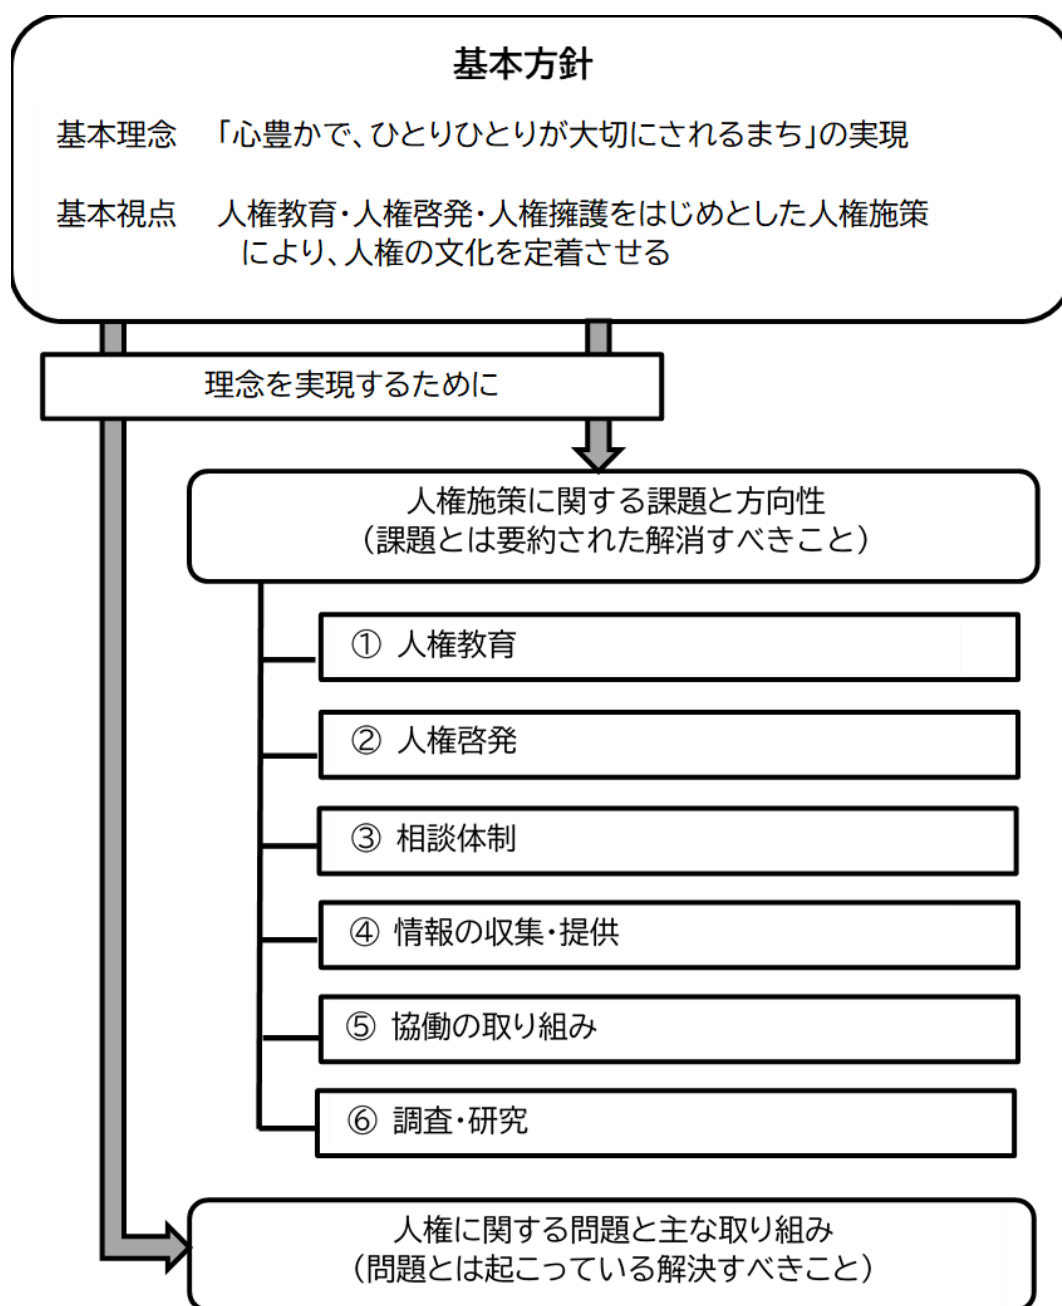 基本方針
基本理念 「心豊かで、ひとりひとりが大切にされるまち」の実現
基本視点 人権教育・人権啓発・人権擁護をはじめとした人権施策
により、人権の文化を定着させる
理念を実現するために
人権施策に関する課題と方向性
（課題とは要約された解消すべきこと）
① 人権教育
② 人権啓発
③ 相談体制
④ 情報の収集・提供
⑤ 協働の取り組み
⑥ 調査・研究
人権に関する問題と主な取り組み
（問題とは起こっている解決すべきこと）